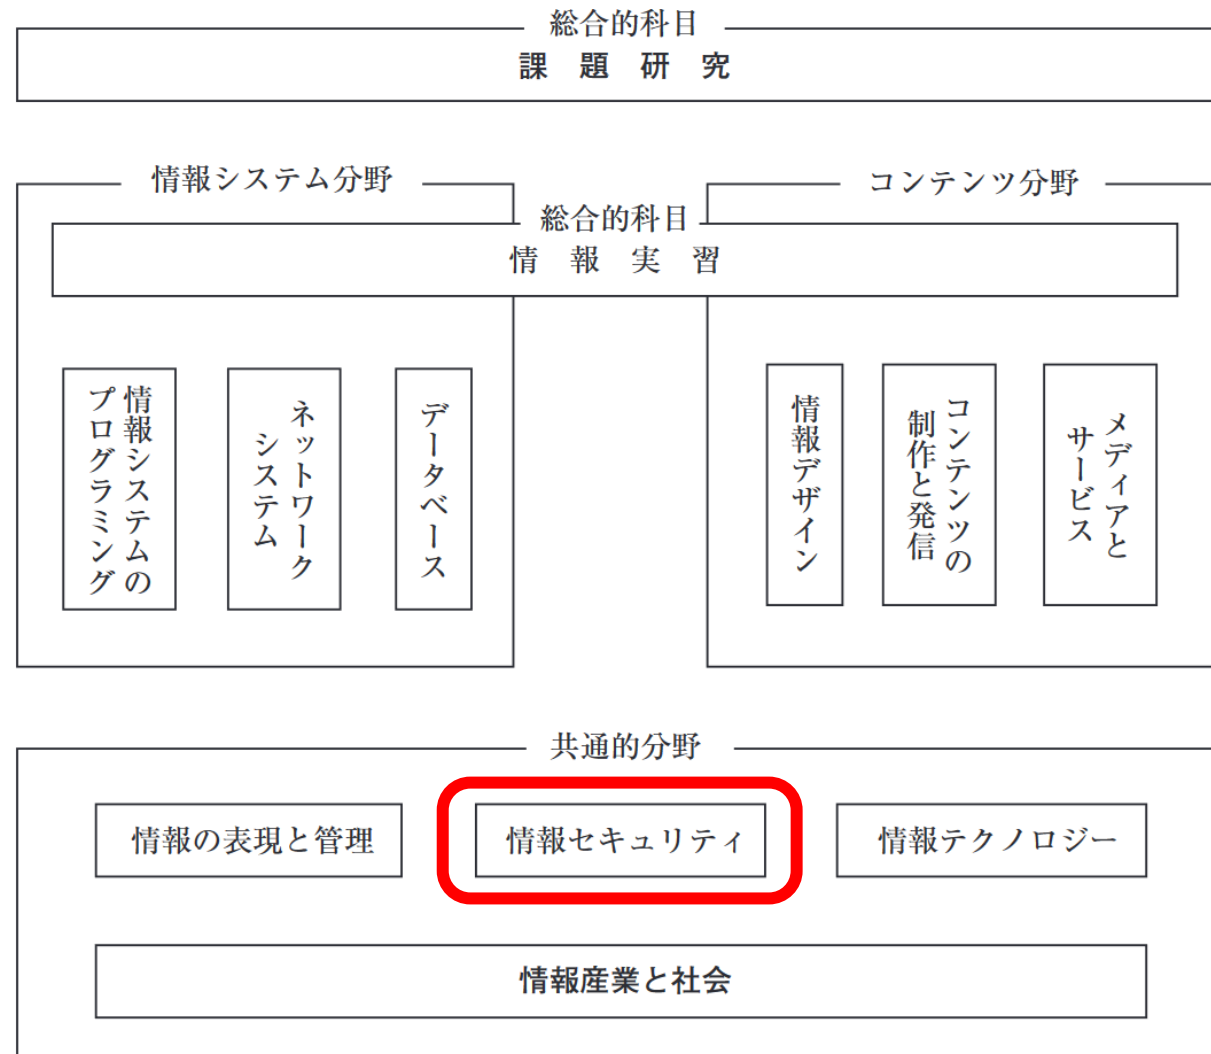 総合的科目
課題研究
情報システム分野
コンテンツ分野
総合的科目
情報実習
情報システムの
プログラミング
ネットワーク
システム
データベース
情報デザイン
コンテンツの
制作と発信
メディアと
サービス
共通的分野
情報の表現と管理
情報セキュリティ
情報テクノロジー
情報産業と社会